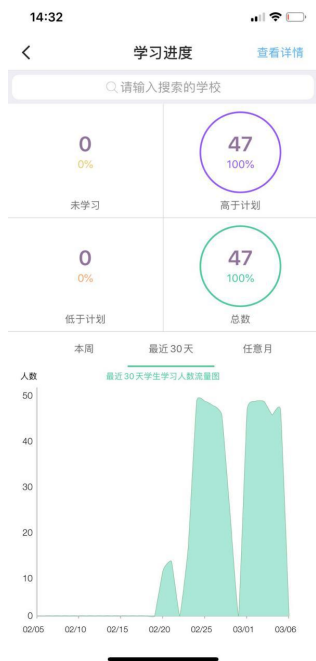 14:32
学习进度
查看详情
请输入搜索的学校
0
0%
未学习
47
100%
高于计划
0
0%
低于计划
47
100%
总数
本周
最近30天
任意月
人数
最近30天学生学习人数流量图
50
40
30
20
10
0
02/05 02/10 02/15 02/20 02/25 03/01 03/06